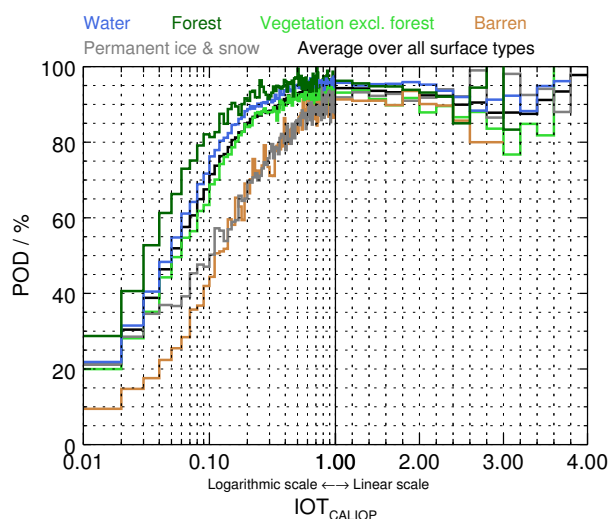 Water Forest Vegetation excl. forest Barren
Permanent ice & snow Average over all surface types
100
80
60
40
20
0
POD / %
0.01 0.10 1.00 2.00 3.00 4.00
Logarithmic scale ←→ Linear scale
IOT_CALIOP